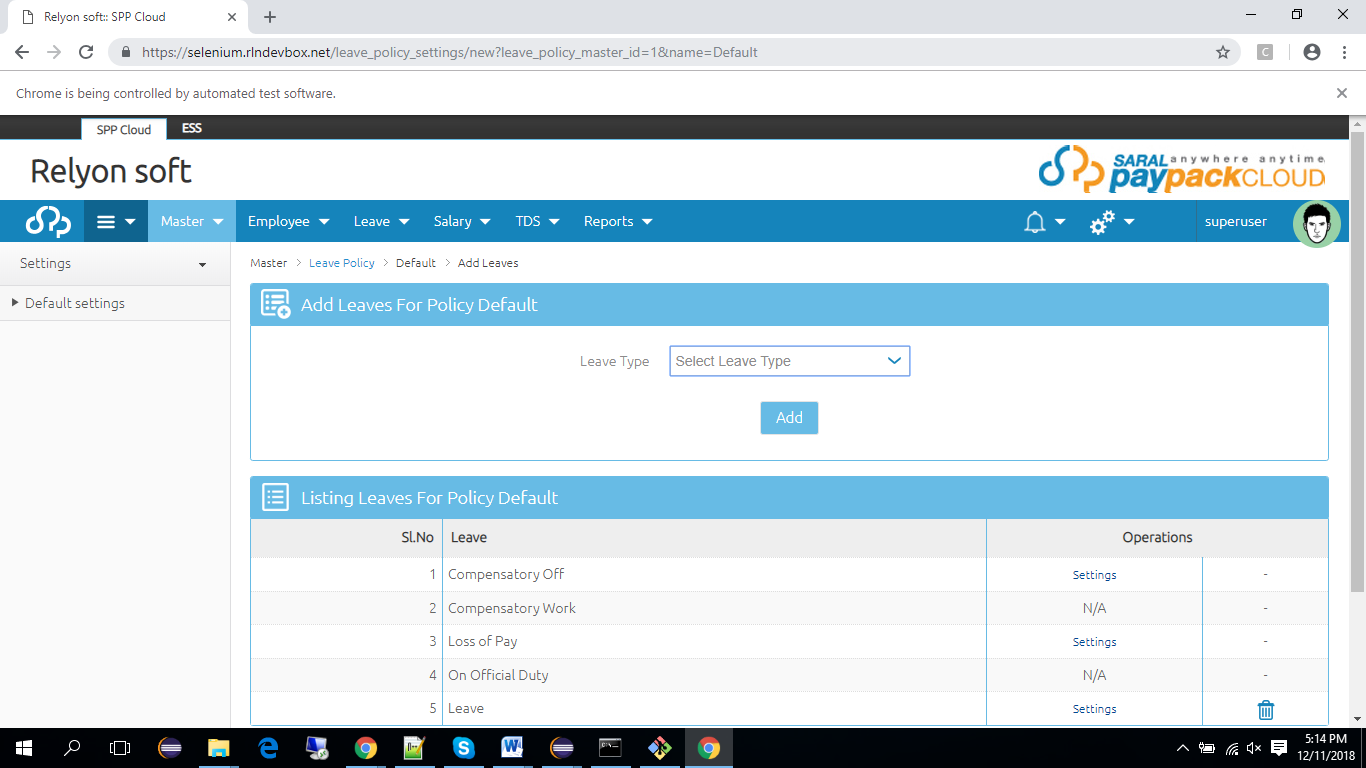 Relyon soft:: SPP Cloud
https://selenium.rlndevbox.net/leave_policy_settings/new?leave_policy_master_id=1&name=Default
C
Chrome is being controlled by automated test software.
SPP Cloud ESS
Relyon soft
SARAL anywhere anytime
paypackCLOUD
Master Employee Leave Salary TDS Reports superuser
Settings
Default settings
Master > Leave Policy > Default > Add Leaves
Add Leaves For Policy Default
Leave Type Select Leave Type
Add
Listing Leaves For Policy Default
Sl.No Leave Operations
1 Compensatory Off Settings -
2 Compensatory Work N/A -
3 Loss of Pay Settings -
4 On Official Duty N/A -
5 Leave Settings
5:14 PM
12/11/2018